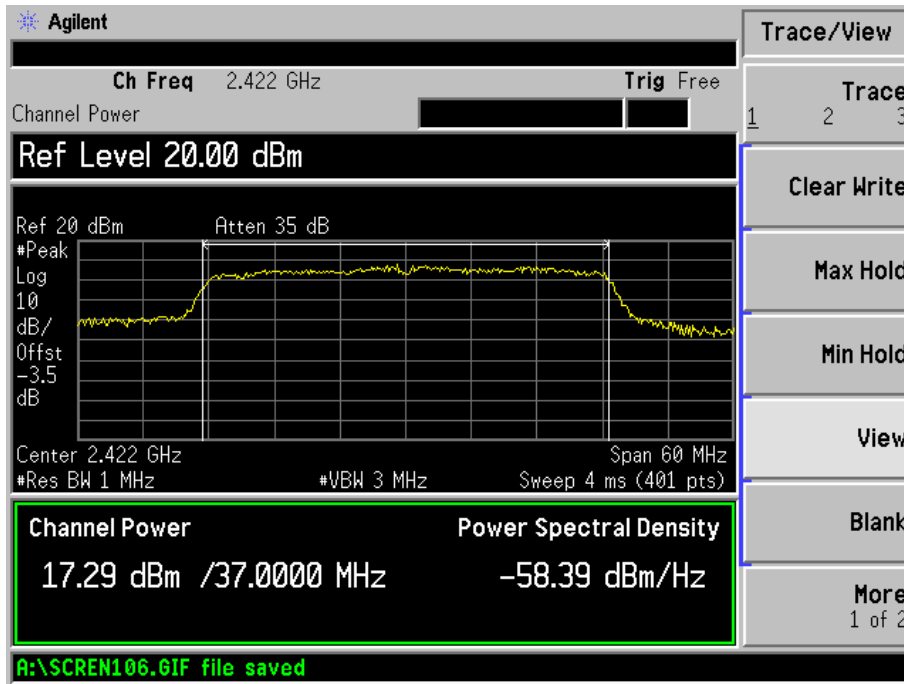 Agilent
Trace/View
Ch Freq 2.422 GHz Trig Free
Channel Power
Trace
1 2 3
Ref Level 20.00 dBm
Clear Write
Ref 20 dBm Atten 35 dB
#Peak
Log
10
dB/
Offst
-3.5
dB
Max Hold
Min Hold
Center 2.422 GHz Span 60 MHz
#Res BW 1 MHz #VBW 3 MHz Sweep 4 ms (401 pts)
View
Channel Power Power Spectral Density
17.29 dBm /37.0000 MHz -58.39 dBm/Hz
Blank
More
1 of 2
A:\SCREN106.GIF file saved